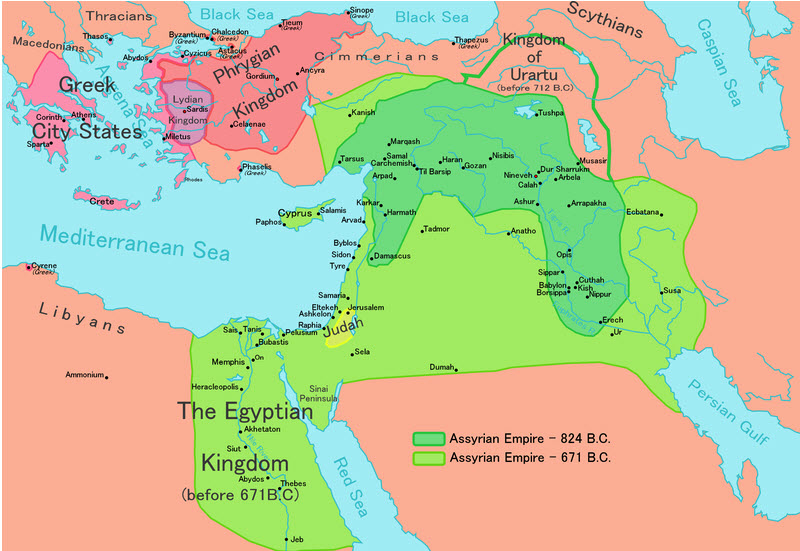 Thracians
Black Sea
Black Sea
Scythians
Sinope
(Greek)
Tieum
(Greek)
Byzantium
Chalcedon
(Greek)
Astacus
(Greek)
Thasos
Macedonians
Abydos
Cyzicus
Trapezus
(Greek)
Cimmerians
Kingdom
of
Urartu
(before 712 B.C)
Caspian Sea
Phrygian
Kingdom
Gordium
Ancyra
Greek
City States
Lydian
Kingdom
Sardis
Celaenae
Miletus
Corinth
Athens
Sparta
Kanish
Tushpa
Phaselis
(Greek)
Rhodes
Crete
Tarsus
Marqash
Samal
Carchemish
Til Barsip
Arpad
Haran
Gozan
Nisibis
Musasir
Dur Sharrukm
Nineveh
Arbela
Calah
Ashur
Arrapakha
Ecbatana
Cyprus
Salamis
Paphos
Karkar
Harmath
Arvad
Mediterranean Sea
Byblos
Sidon
Tyre
Damascus
Tadmor
Anatho
Tigris R.
Opis
Sippar
Cuthah
Babylon
Kish
Borsippa
Nippur
Susa
Erech
Ur
Cyrene
(Greek)
Libyans
Samaria
Eltekeh
Jerusalem
Ashkelon
Raphia
Judah
Sais
Tanis
Pelusium
Bubastis
Sela
Dumah
Memphis
On
Ammonium
Heracleopolis
Sinai
Peninsula
The Egyptian
Kingdom
(before 671B.C)
Akhetaton
Siut
Abydos
Thebes
Jeb
Red Sea
Persian Gulf
Assyrian Empire - 824 B.C.
Assyrian Empire - 671 B.C.